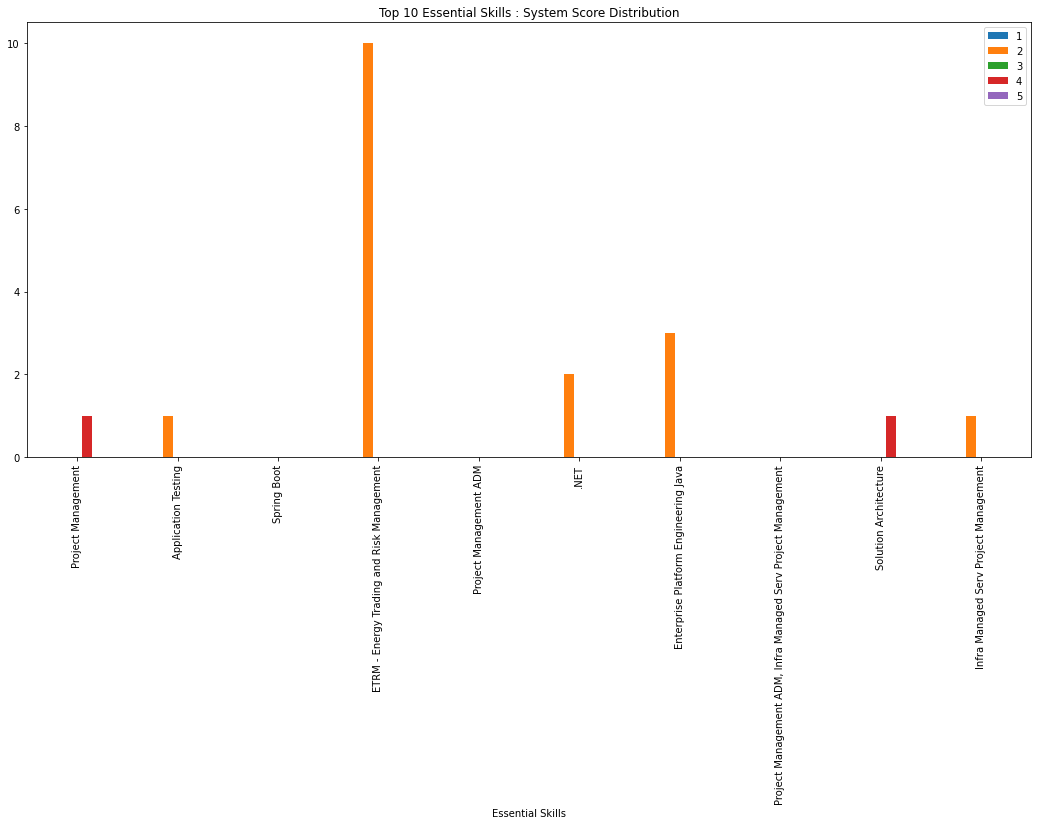 Top 10 Essential Skills : System Score Distribution
1
2
3
4
5
10
8
6
4
2
0
Project Management
Application Testing
Spring Boot
ETRM - Energy Trading and Risk Management
Project Management ADM
.NET
Enterprise Platform Engineering Java
Project Management ADM, Infra Managed Serv Project Management
Solution Architecture
Infra Managed Serv Project Management
Essential Skills